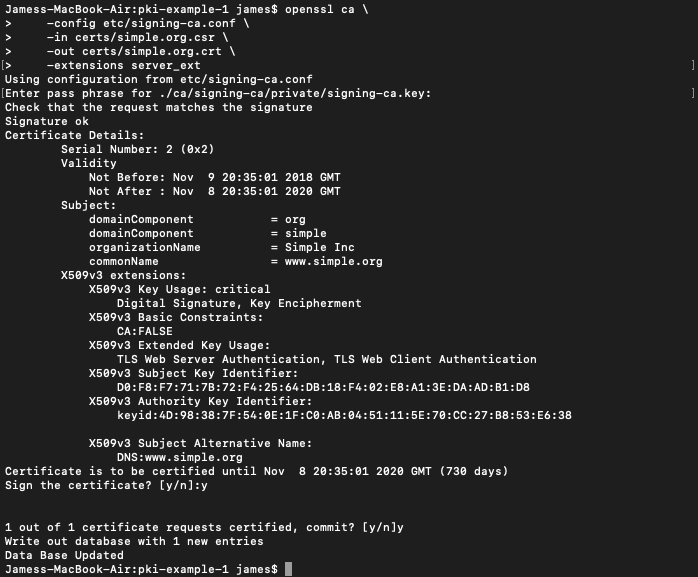 Jamess-MacBook-Air:pki-example-1 james$ openssl ca \
>     -config etc/signing-ca.conf \
>     -in certs/simple.org.csr \
>     -out certs/simple.org.crt \
[>     -extensions server_ext ]
Using configuration from etc/signing-ca.conf
[Enter pass phrase for ./ca/signing-ca/private/signing-ca.key: ]
Check that the request matches the signature
Signature ok
Certificate Details:
        Serial Number: 2 (0x2)
        Validity
            Not Before: Nov  9 20:35:01 2018 GMT
            Not After : Nov  8 20:35:01 2020 GMT
        Subject:
            domainComponent           = org
            domainComponent           = simple
            organizationName          = Simple Inc
            commonName                = www.simple.org
        X509v3 extensions:
            X509v3 Key Usage: critical
                Digital Signature, Key Encipherment
            X509v3 Basic Constraints:
                CA:FALSE
            X509v3 Extended Key Usage:
                TLS Web Server Authentication, TLS Web Client Authentication
            X509v3 Subject Key Identifier:
                D0:F8:F7:71:7B:72:F4:25:64:DB:18:F4:02:E8:A1:3E:DA:AD:B1:D8
            X509v3 Authority Key Identifier:
                keyid:4D:98:38:7F:54:0E:1F:C0:AB:04:51:11:5E:70:CC:27:B8:53:E6:38
            X509v3 Subject Alternative Name:
                DNS:www.simple.org
Certificate is to be certified until Nov  8 20:35:01 2020 GMT (730 days)
Sign the certificate? [y/n]:y
1 out of 1 certificate requests certified, commit? [y/n]y
Write out database with 1 new entries
Data Base Updated
Jamess-MacBook-Air:pki-example-1 james$